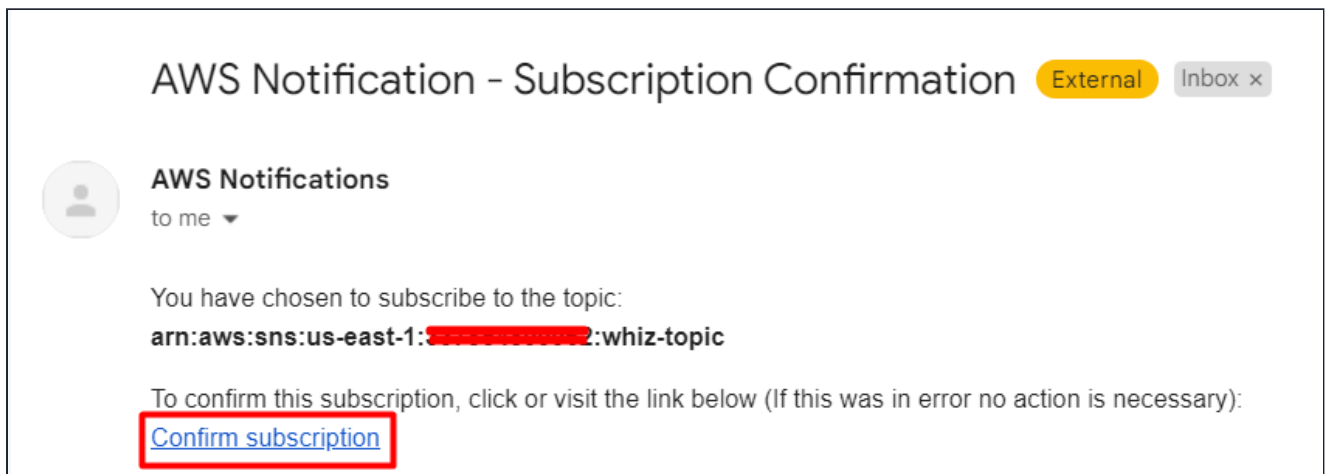 AWS Notification - Subscription Confirmation External Inbox ×
AWS Notifications
to me
You have chosen to subscribe to the topic:
arn:aws:sns:us-east-1:2:whiz-topic
To confirm this subscription, click or visit the link below (If this was in error no action is necessary):
Confirm subscription